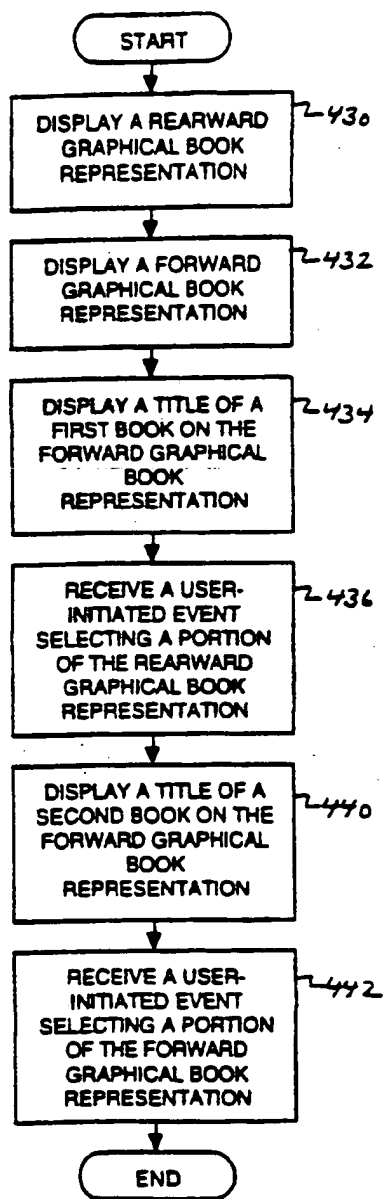 START
DISPLAY A REARWARD
GRAPHICAL BOOK
REPRESENTATION
430
DISPLAY A FORWARD
GRAPHICAL BOOK
REPRESENTATION
432
DISPLAY A TITLE OF A
FIRST BOOK ON THE
FORWARD GRAPHICAL
BOOK
REPRESENTATION
434
RECEIVE A USER-
INITIATED EVENT
SELECTING A PORTION
OF THE REARWARD
GRAPHICAL BOOK
REPRESENTATION
436
DISPLAY A TITLE OF A
SECOND BOOK ON THE
FORWARD GRAPHICAL
BOOK
REPRESENTATION
440
RECEIVE A USER-
INITIATED EVENT
SELECTING A PORTION
OF THE FORWARD
GRAPHICAL BOOK
REPRESENTATION
442
END